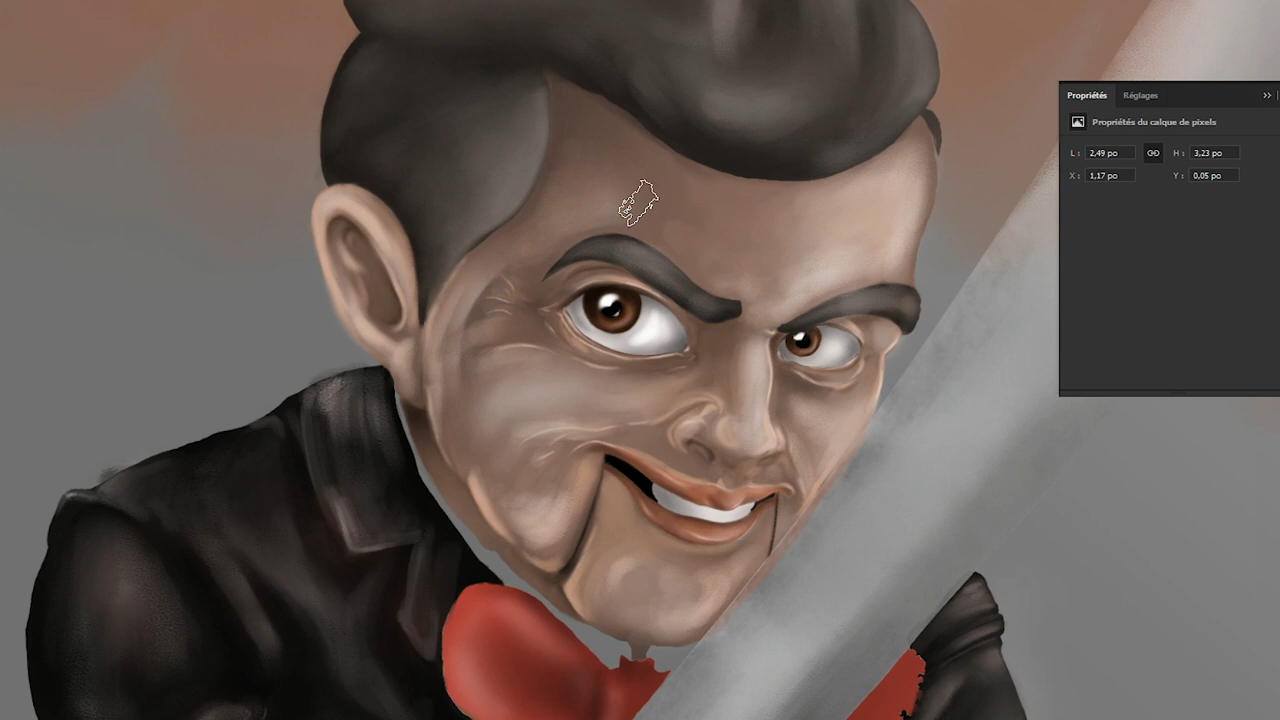 Propriétés Réglages
Propriétés du calque de pixels
L : 2,49 po H : 3,23 po
X : 1,17 po Y : 0,05 po